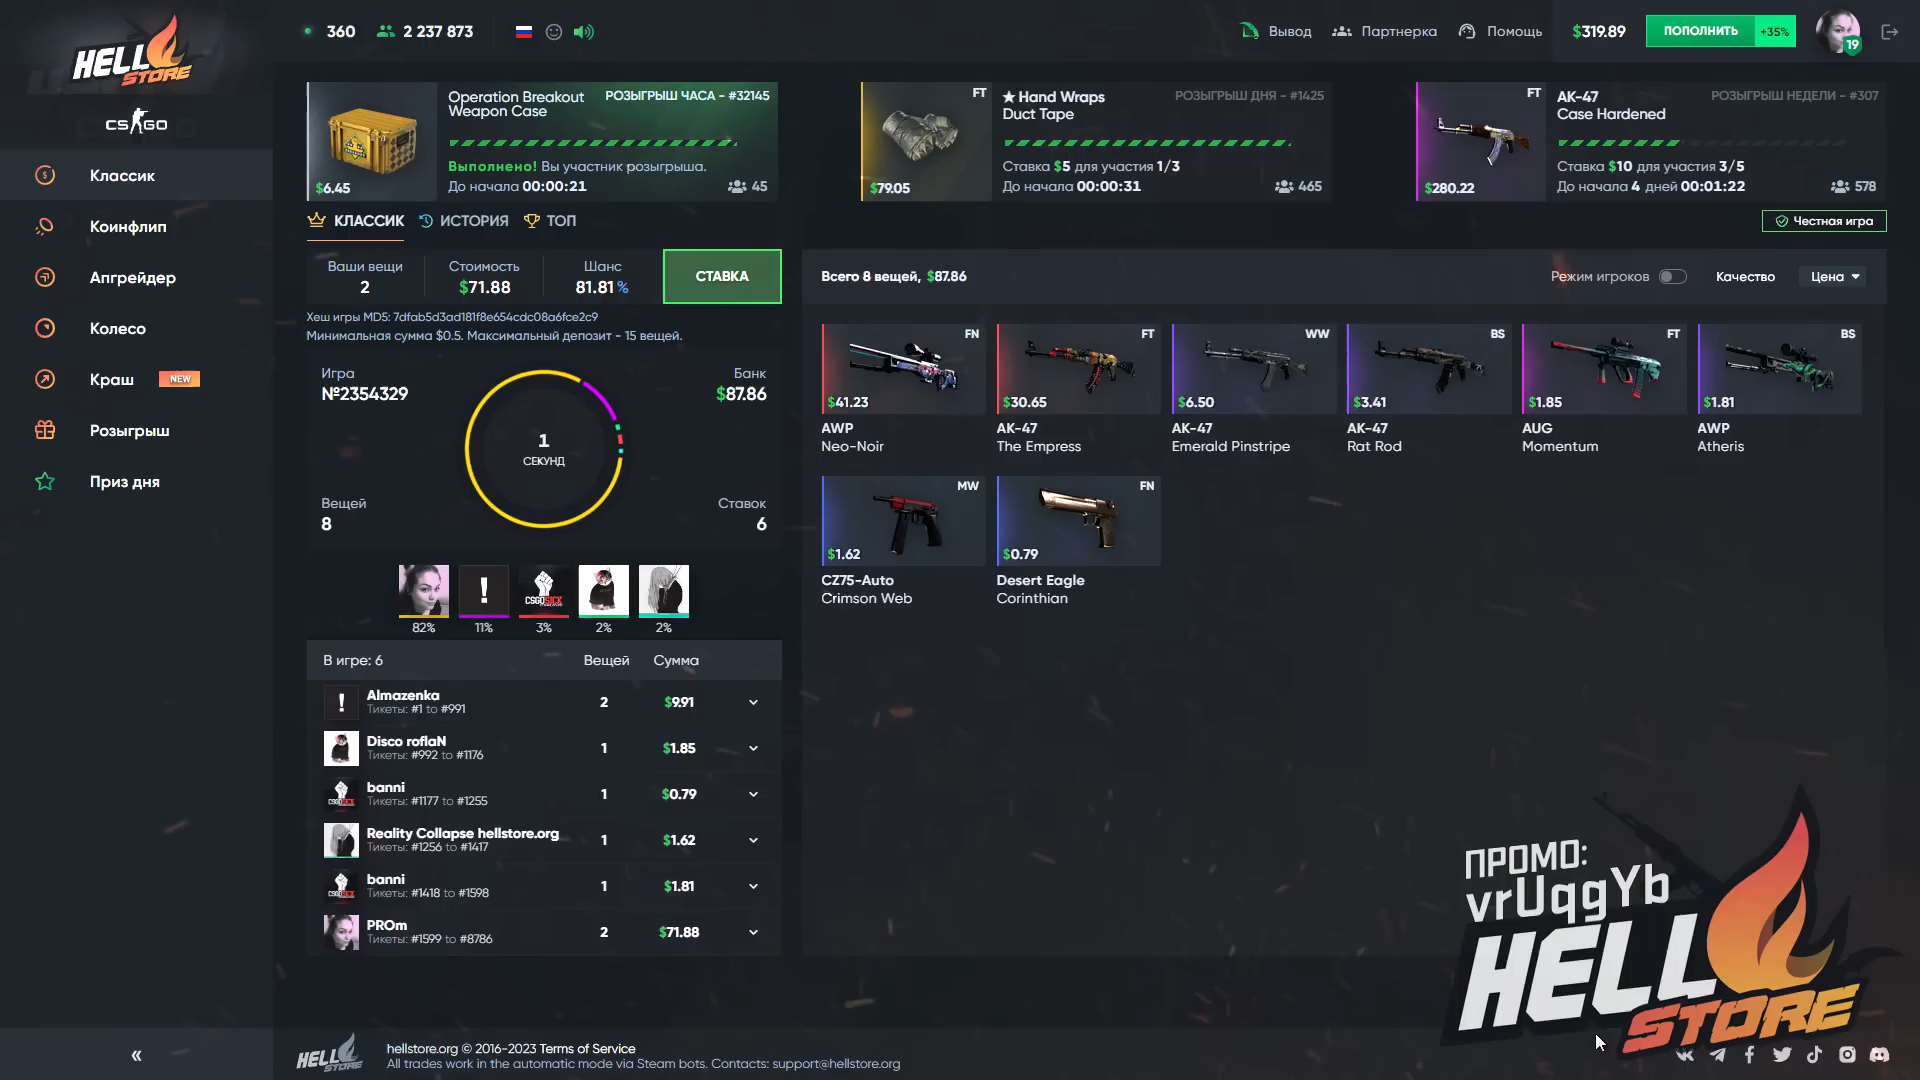 HELL
STORE
CS GO
360
2 237 873
Вывод
Партнерка
Помощь
$319.89
ПОПОЛНИТЬ
+35%
19
Классик
Коинфлип
Апгрейдер
Колесо
Краш NEW
Розыгрыш
Приз дня
$6.45
Operation Breakout
Weapon Case
РОЗЫГРЫШ ЧАСА - #32145
Выполнено! Вы участник розыгрыша.
До начала 00:00:21
45
FT
$79.05
★ Hand Wraps
Duct Tape
РОЗЫГРЫШ ДНЯ - #1425
Ставка $5 для участия 1/3
До начала 00:00:31
465
FT
$280.22
AK-47
Case Hardened
РОЗЫГРЫШ НЕДЕЛИ - #307
Ставка $10 для участия 3/5
До начала 4 дней 00:01:22
578
КЛАССИК
ИСТОРИЯ
ТОП
Честная игра
Ваши вещи
2
Стоимость
$71.88
Шанс
81.81 %
СТАВКА
Хеш игры MD5: 7dfab5d3ad181f8e654cdc08a6fce2c9
Минимальная сумма $0.5. Максимальный депозит - 15 вещей.
Игра
№2354329
Банк
$87.86
1
СЕКУНД
Вещей
8
Ставок
6
CSGOSICK
82%
11%
3%
2%
2%
В игре: 6
Вещей
Сумма
Almazenka
Тикеты: #1 to #991
2
$9.91
Disco roflaN
Тикеты: #992 to #1176
1
$1.85
banni
Тикеты: #1177 to #1255
1
$0.79
Reality Collapse hellstore.org
Тикеты: #1256 to #1417
1
$1.62
banni
Тикеты: #1418 to #1598
1
$1.81
PROm
Тикеты: #1599 to #8786
2
$71.88
Всего 8 вещей, $87.86
Режим игроков
Качество
Цена
FN
$41.23
AWP
Neo-Noir
FT
$30.65
AK-47
The Empress
WW
$6.50
AK-47
Emerald Pinstripe
BS
$3.41
AK-47
Rat Rod
FT
$1.85
AUG
Momentum
BS
$1.81
AWP
Atheris
MW
$1.62
CZ75-Auto
Crimson Web
FN
$0.79
Desert Eagle
Corinthian
ПРОМО:
vrUqgYb
HELL
STORE
«
HELL
STORE
hellstore.org © 2016-2023 Terms of Service
All trades work in the automatic mode via Steam bots. Contacts: support@hellstore.org